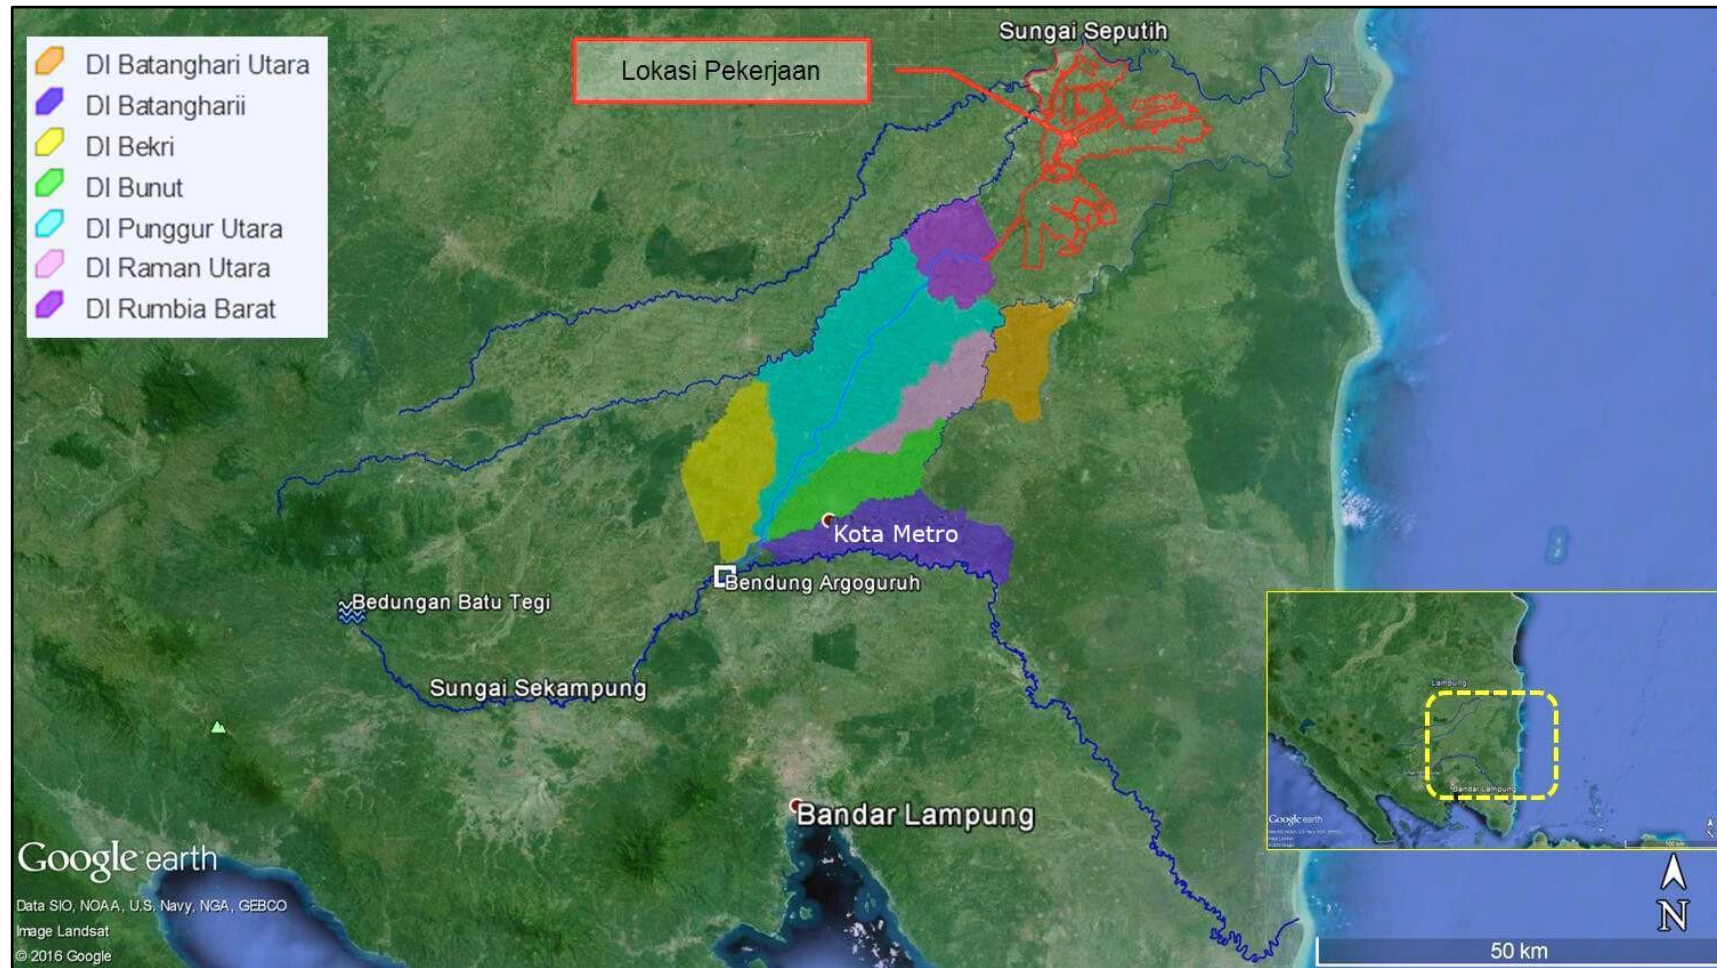 Sungai Seputih
DI Batanghari Utara
DI Batangharii
DI Bekri
DI Bunut
DI Punggur Utara
DI Raman Utara
DI Rumbia Barat
Lokasi Pekerjaan
Kota Metro
Bendung Argoguruh
Bedungan Batu Tegi
Sungai Sekampung
Bandar Lampung
Lampung
Bandar Lampung
Google earth
Google earth
Data SIO, NOAA, U.S. Navy, NGA, GEBCO
Image Landsat
© 2016 Google
N
50 km